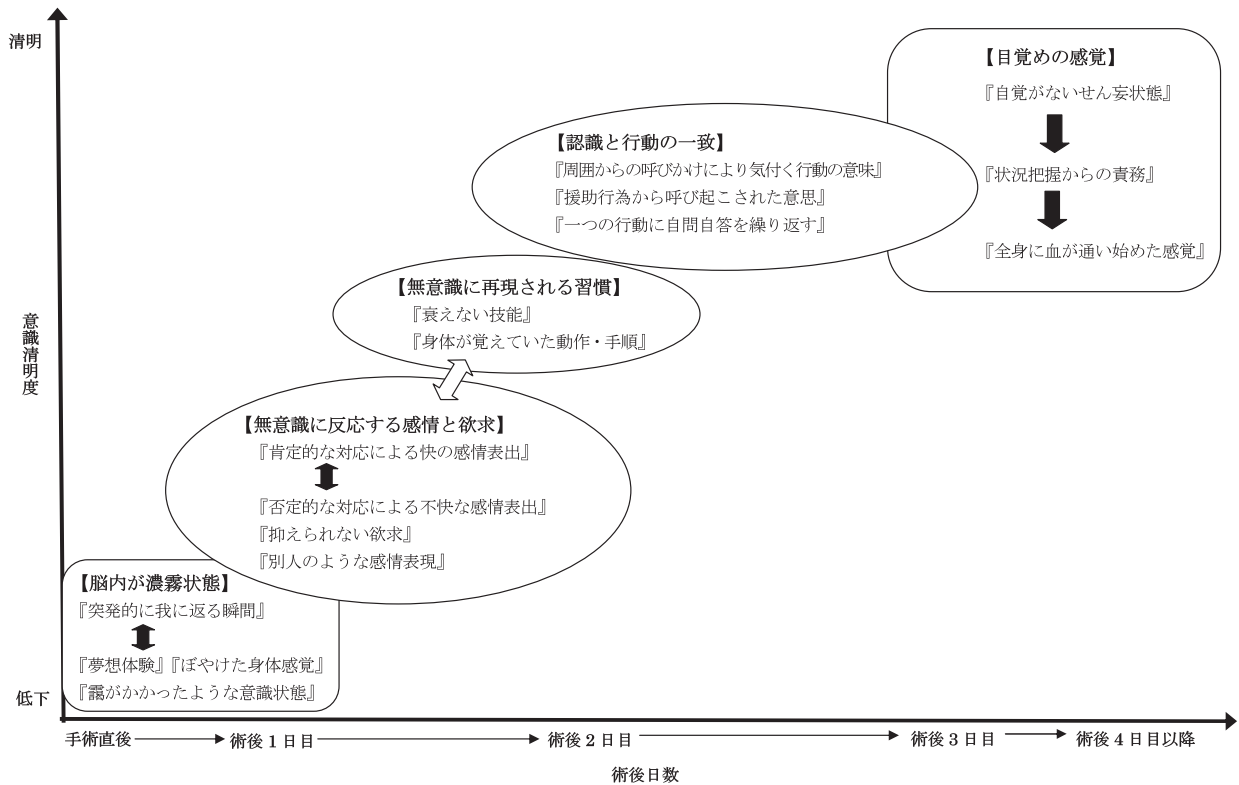 清明
【目覚めの感覚】
『自覚がないせん妄状態』
『状況把握からの責務』
『全身に血が通い始めた感覚』
【認識と行動の一致】
『周囲からの呼びかけにより気付く行動の意味』
『援助行為から呼び起こされた意思』
『一つの行動に自問自答を繰り返す』
【無意識に再現される習慣】
『衰えない技能』
『身体が覚えていた動作・手順』
意識清明度
【無意識に反応する感情と欲求】
『肯定的な対応による快の感情表出』
『否定的な対応による不快な感情表出』
『抑えられない欲求』
『別人のような感情表現』
【脳内が濃霧状態】
『突発的に我に返る瞬間』
『夢想体験』『ぼやけた身体感覚』
『靄がかかったような意識状態』
低下
手術直後 術後1日目 術後2日目 術後3日目 術後4日目以降
術後日数